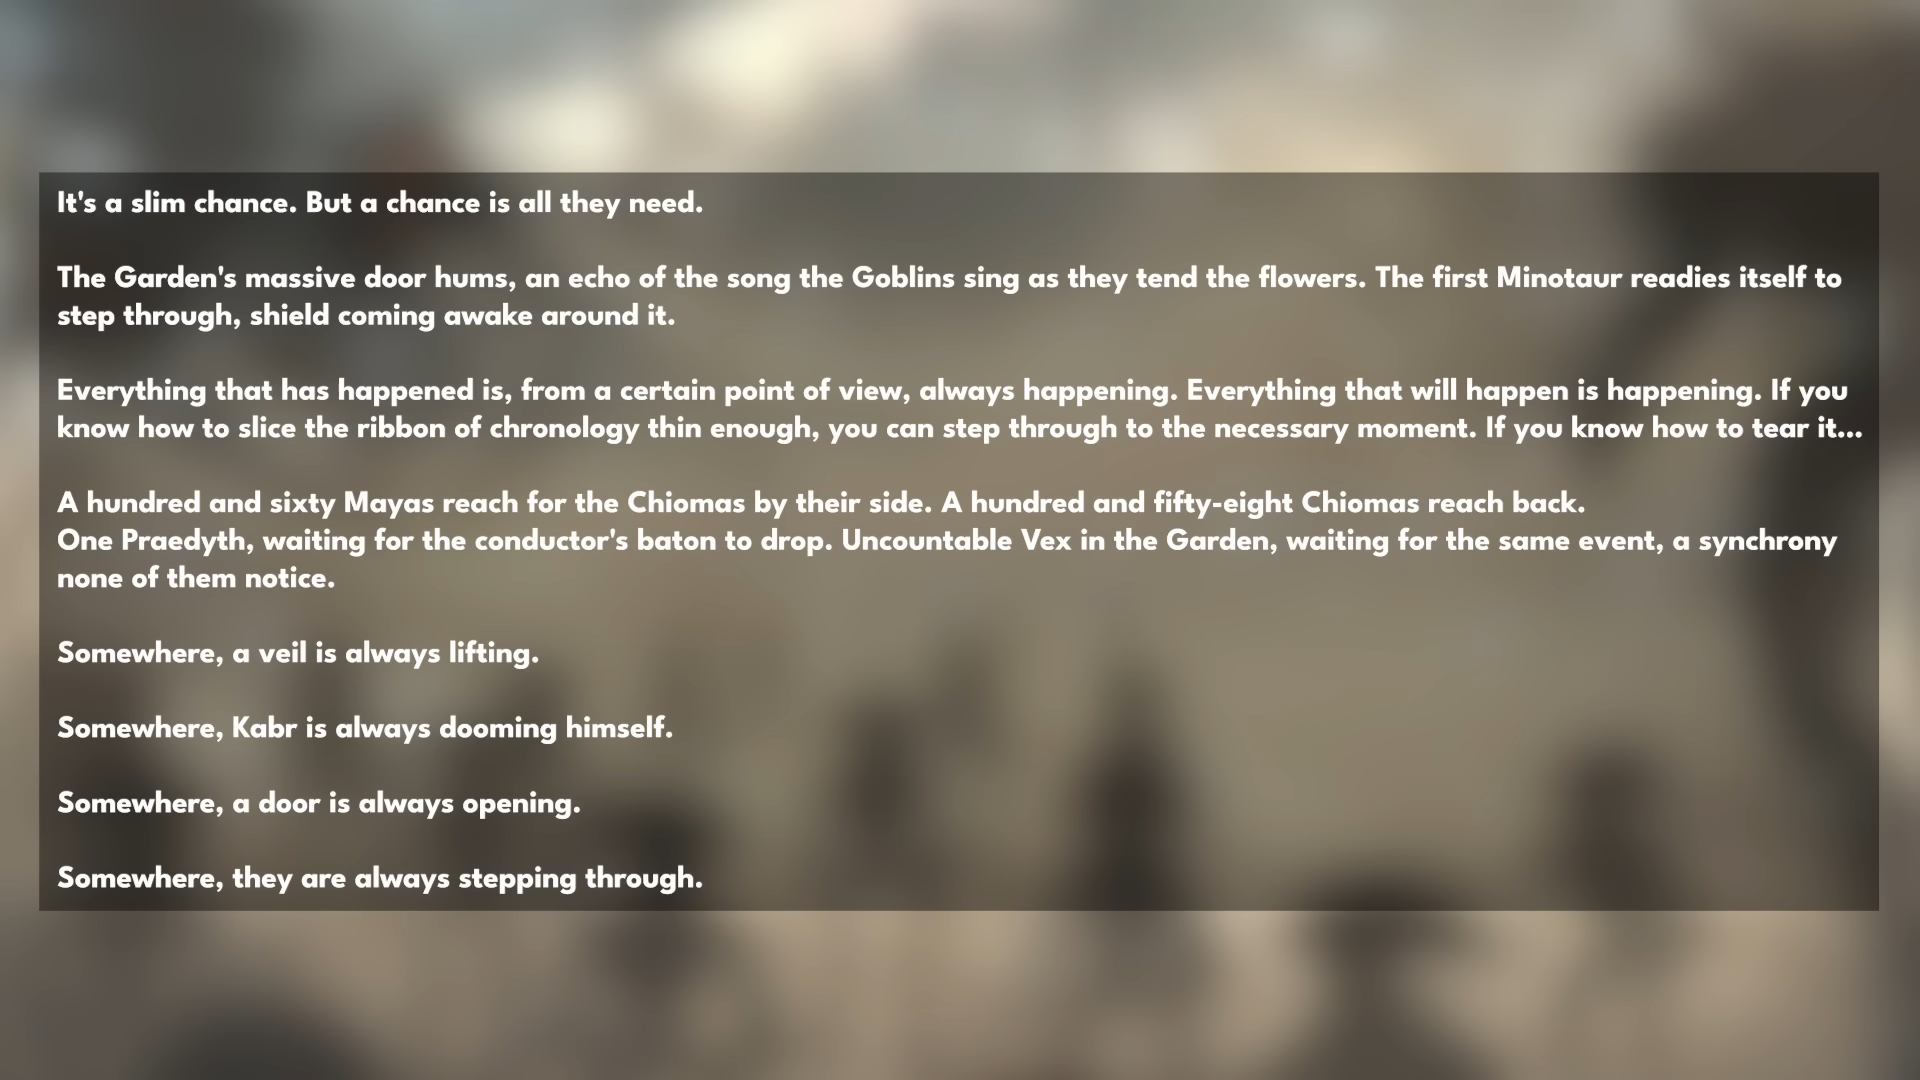 It's a slim chance. But a chance is all they need.
The Garden's massive door hums, an echo of the song the Goblins sing as they tend the flowers. The first Minotaur readies itself to
step through, shield coming awake around it.
Everything that has happened is, from a certain point of view, always happening. Everything that will happen is happening. If you
know how to slice the ribbon of chronology thin enough, you can step through to the necessary moment. If you know how to tear it...
A hundred and sixty Mayas reach for the Chiomas by their side. A hundred and fifty-eight Chiomas reach back.
One Praedyth, waiting for the conductor's baton to drop. Uncountable Vex in the Garden, waiting for the same event, a synchrony
none of them notice.
Somewhere, a veil is always lifting.
Somewhere, Kabr is always dooming himself.
Somewhere, a door is always opening.
Somewhere, they are always stepping through.